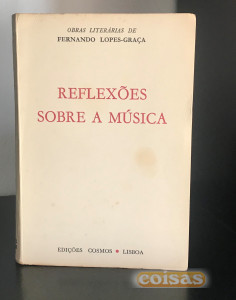 OBRAS LITERÁRIAS DE
FERNANDO LOPES-GRAÇA
REFLEXÕES
SOBRE A MÚSICA
EDIÇÕES COSMOS • LISBOA
coisas